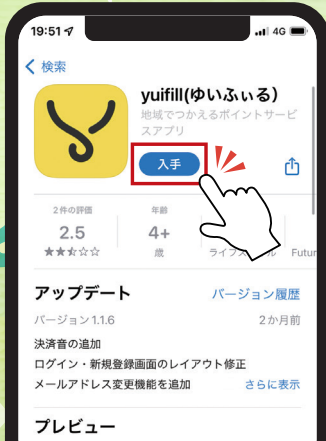 19:51
4G
検索
yuifill(ゆいふぃる)
地域でつかえるポイントサービ
スアプリ
入手
2件の評価
年齢
2.5
4+
★★☆☆☆
歳
ライフスタイル
Futur
アップデート
バージョン履歴
バージョン1.1.6
2か月前
決済音の追加
ログイン・新規登録画面のレイアウト修正
メールアドレス変更機能を追加
さらに表示
プレビュー